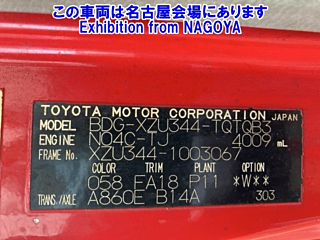 この車両は名古屋会場にあります
Exhibition from NAGOYA
TOYOTA MOTOR CORPORATION JAPAN
MODEL BDG-XZU344-TQTQB3
ENGINE N04C-TJ 4009 mL
FRAME No. XZU344-1003067
COLOR TRIM PLANT OPTION
058 FA18 P11 *W**
TRANS/AXLE A860E B14A 303